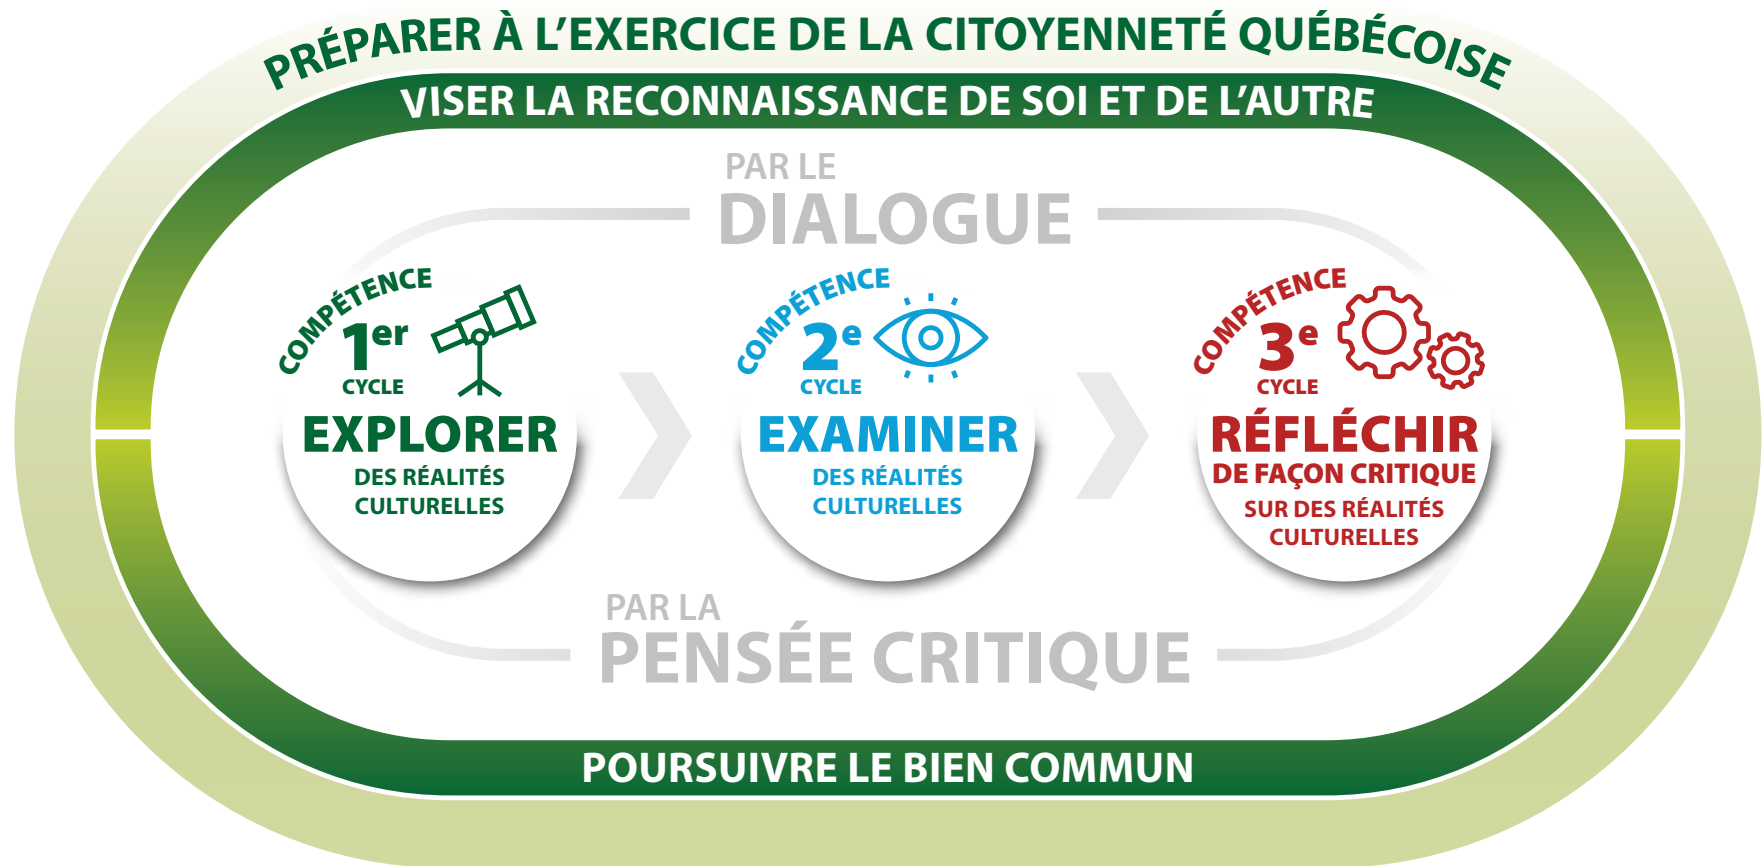 PRÉPARER À L’EXERCICE DE LA CITOYENNETÉ QUÉBÉCOISE
VISER LA RECONNAISSANCE DE SOI ET DE L’AUTRE
PAR LE
DIALOGUE
COMPÉTENCE
1er
CYCLE
EXPLORER
DES RÉALITÉS
CULTURELLES
COMPÉTENCE
2e
CYCLE
EXAMINER
DES RÉALITÉS
CULTURELLES
COMPÉTENCE
3e
CYCLE
RÉFLÉCHIR
DE FAÇON CRITIQUE
SUR DES RÉALITÉS
CULTURELLES
PAR LA
PENSÉE CRITIQUE
POURSUIVRE LE BIEN COMMUN